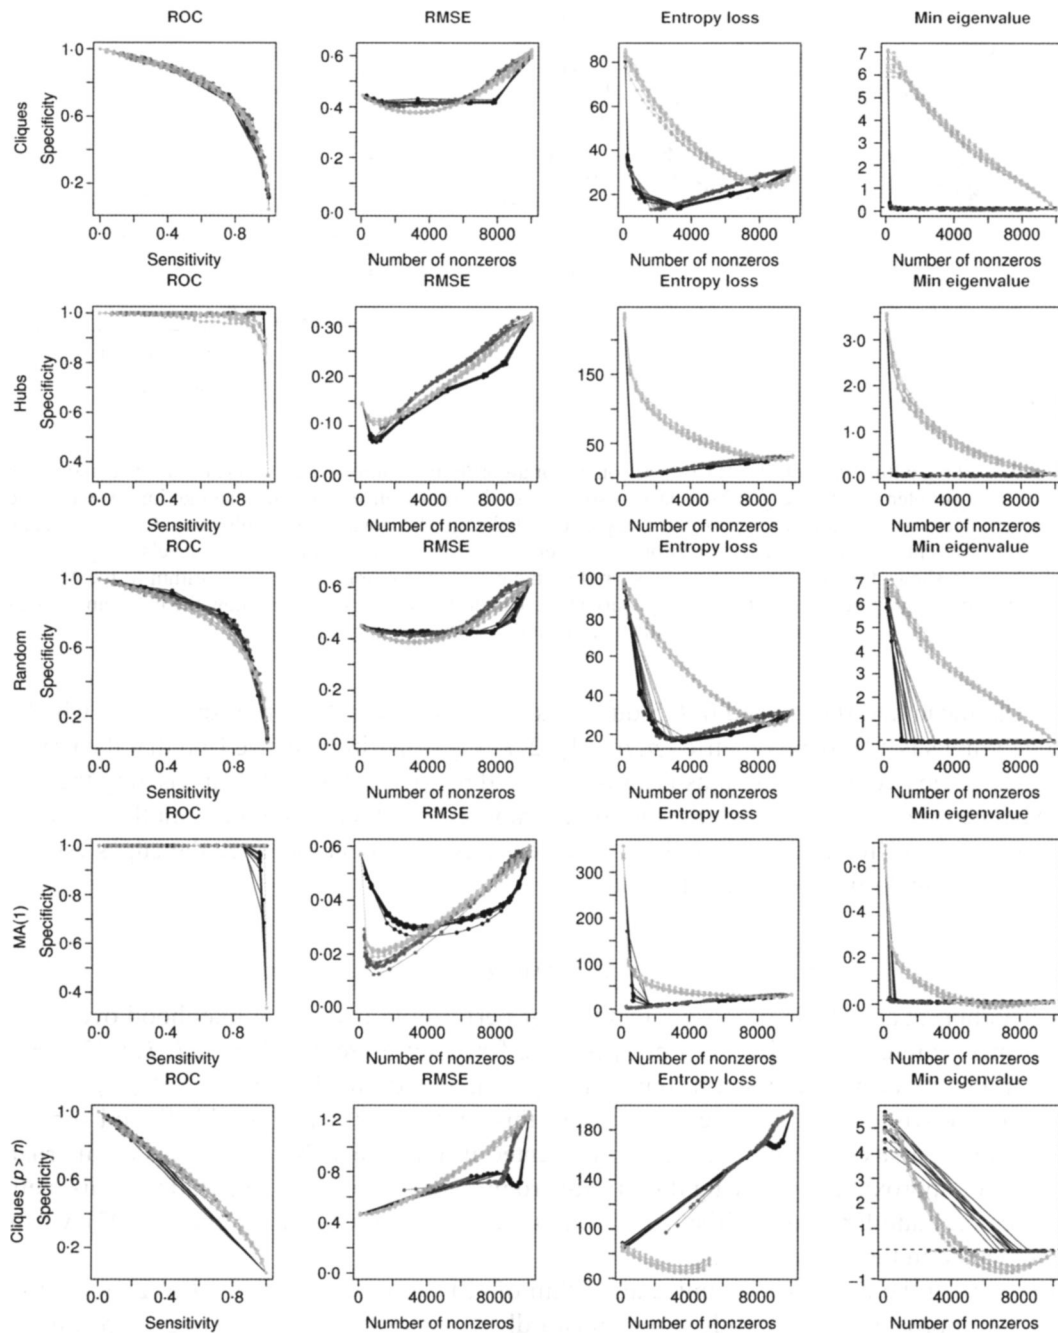 ROC RMSE Entropy loss Min eigenvalue
Cliques
Specificity
1·0
0·6
0·2
0·0 0·4 0·8
Sensitivity
0·6
0·4
0·2
0·0
0 4000 8000
Number of nonzeros
80
60
40
20
0 4000 8000
Number of nonzeros
7
6
5
4
3
2
1
0
0 4000 8000
Number of nonzeros
ROC RMSE Entropy loss Min eigenvalue
Hubs
Specificity
1·0
0·8
0·6
0·4
0·0 0·4 0·8
Sensitivity
0·30
0·20
0·10
0·00
0 4000 8000
Number of nonzeros
150
50
0
0 4000 8000
Number of nonzeros
3·0
2·0
1·0
0·0
0 4000 8000
Number of nonzeros
ROC RMSE Entropy loss Min eigenvalue
Random
Specificity
1·0
0·6
0·2
0·0 0·4 0·8
Sensitivity
0·6
0·4
0·2
0·0
0 4000 8000
Number of nonzeros
100
80
60
40
20
0 4000 8000
Number of nonzeros
7
6
5
4
3
2
1
0
0 4000 8000
Number of nonzeros
ROC RMSE Entropy loss Min eigenvalue
MA(1)
Specificity
1·0
0·8
0·6
0·4
0·0 0·4 0·8
Sensitivity
0·06
0·04
0·02
0·00
0 4000 8000
Number of nonzeros
300
200
100
0
0 4000 8000
Number of nonzeros
0·6
0·4
0·2
0·0
0 4000 8000
Number of nonzeros
ROC RMSE Entropy loss Min eigenvalue
Cliques (p > n)
Specificity
1·0
0·6
0·2
0·0 0·4 0·8
Sensitivity
1·2
0·8
0·4
0·0
0 4000 8000
Number of nonzeros
180
140
100
60
0 4000 8000
Number of nonzeros
5
4
3
2
1
0
−1
0 4000 8000
Number of nonzeros